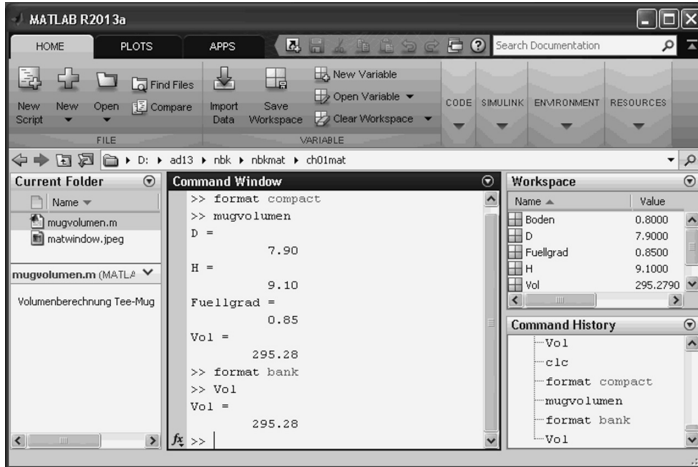 MATLAB R2013a
HOME PLOTS APPS Search Documentation
New Script New Open Find Files Compare Import Data Save Workspace New Variable Open Variable Clear Workspace CODE SIMULINK ENVIRONMENT RESOURCES
FILE VARIABLE
D: ad13 nbk nbkmat ch01mat
Current Folder
Name
mugvolumen.m
matwindow.jpeg
mugvolumen.m (MATLA
Volumenberechnung Tee-Mug
Command Window
>> format compact
>> mugvolumen
D =
7.90
H =
9.10
Fuellgrad =
0.85
Vol =
295.28
>> format bank
>> Vol
Vol =
295.28
fx >>
Workspace
Name Value
Boden 0.8000
D 7.9000
Fuellgrad 0.8500
H 9.1000
Vol 295.2790
Command History
Vol
clc
format compact
mugvolumen
format bank
Vol